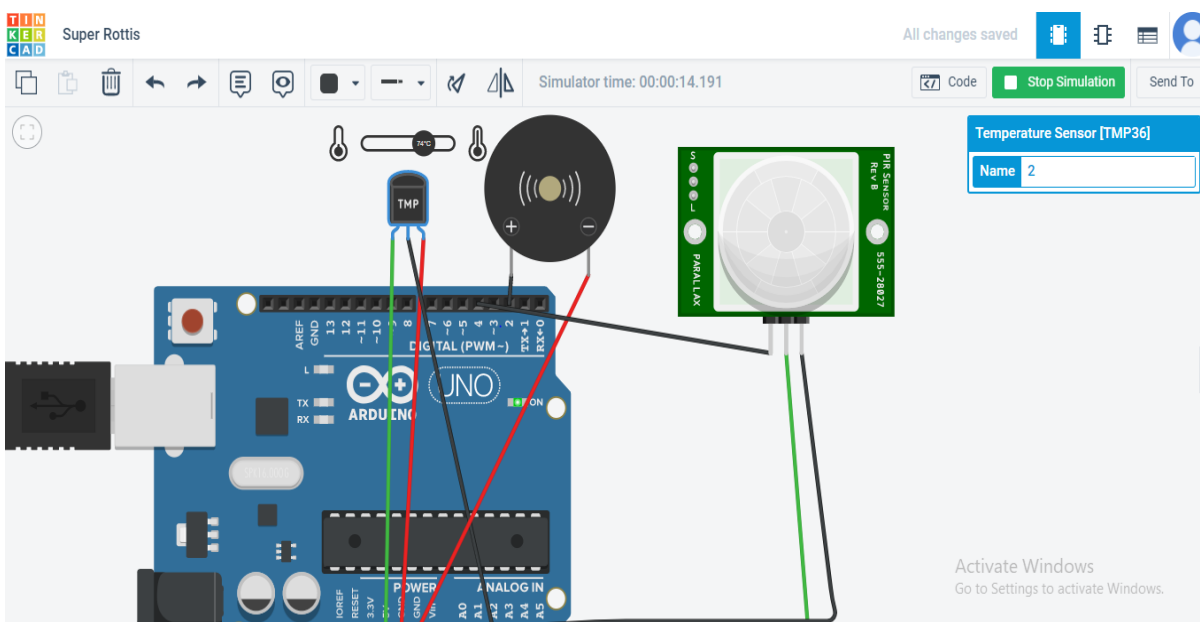 TIN
KER
CAD
Super Rottis
All changes saved
Simulator time: 00:00:14.191
Code
Stop Simulation
Send To
Temperature Sensor [TMP36]
Name 2
74°C
TMP
+
−
S
L
PIR SENSOR
REV B
PARALLAX
555-28027
AREF
GND
13
12
~11
~10
8
7
~6
~5
4
~3
2
TX→1
RX←0
DIGITAL (PWM~)
L
TX
RX
ARDUINO
UNO
ON
POWER
ANALOG IN
IOREF
RESET
3.3V
GND
Vin
A0
A1
A2
A3
A4
A5
Activate Windows
Go to Settings to activate Windows.